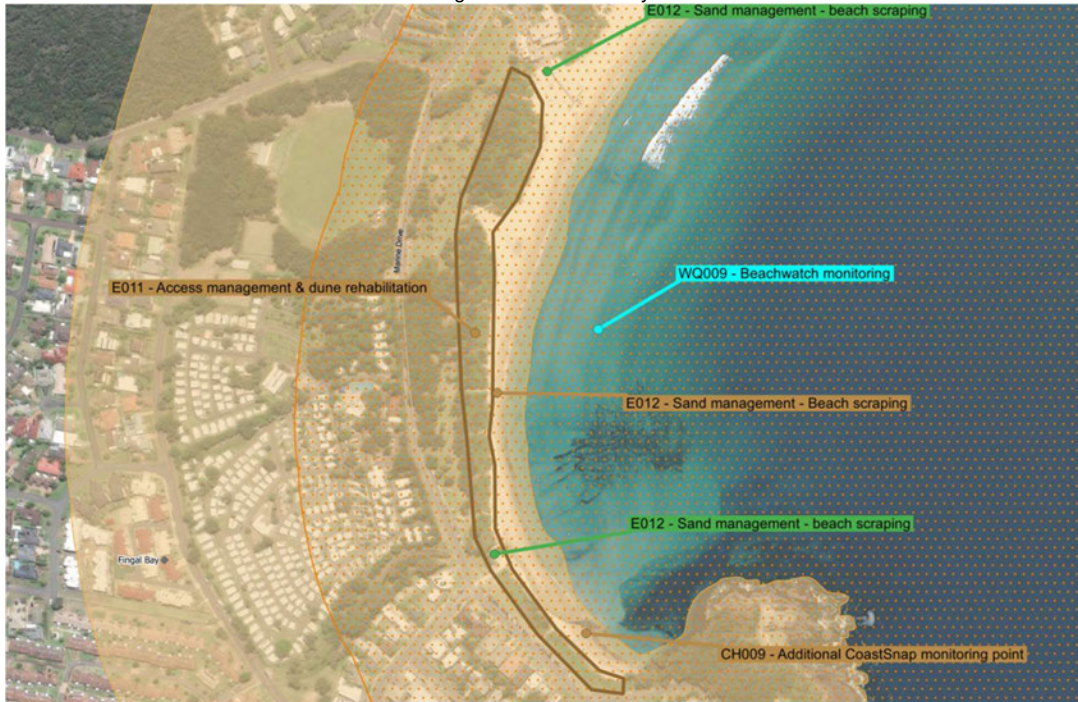 E012 - Sand management - beach scraping
Marine Drive
WQ009 - Beachwatch monitoring
E011 - Access management & dune rehabilitation
E012 - Sand management - Beach scraping
E012 - Sand management - beach scraping
Fingal Bay
CH009 - Additional CoastSnap monitoring point